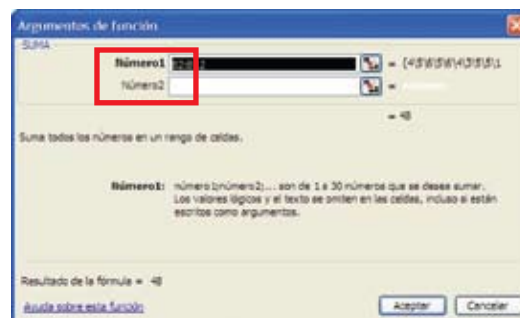 Argumentos de función
SUMA
Número1
Número2
= 48
Suma todos los números en un rango de celdas.
Número1: número1;número2;... son de 1 a 30 números que se desea sumar.
Los valores lógicos y el texto se omiten en las celdas, incluso si están
escritos como argumentos.
Resultado de la fórmula = 48
Ayuda sobre esta función
Aceptar
Cancelar